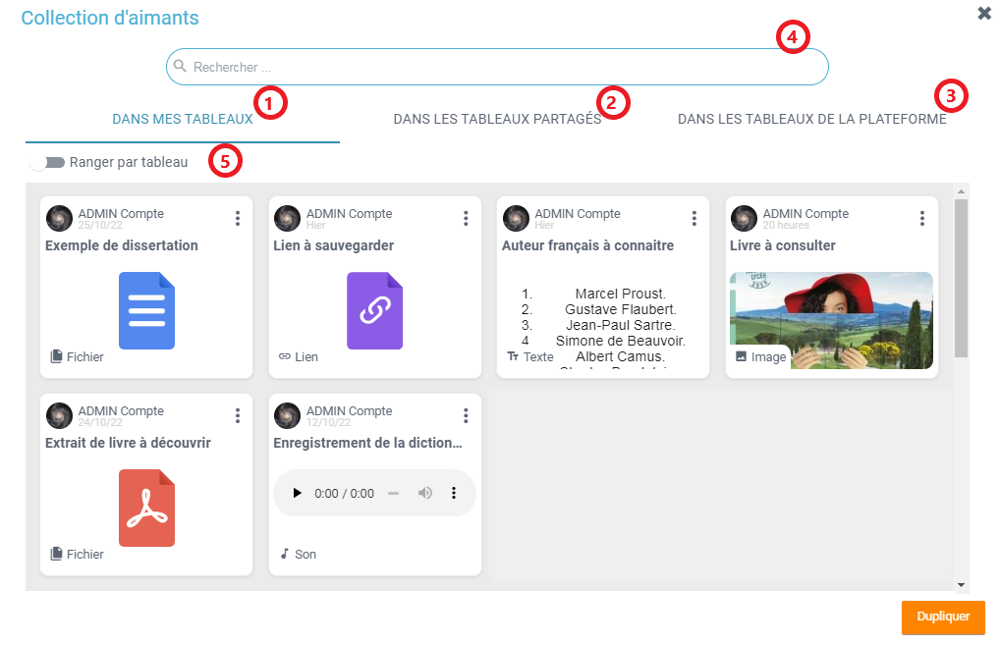 Collection d'aimants
4
Rechercher ...
1
2
3
DANS MES TABLEAUX
DANS LES TABLEAUX PARTAGÉS
DANS LES TABLEAUX DE LA PLATEFORME
Ranger par tableau
5
ADMIN Compte
25/10/22
Exemple de dissertation
Fichier
ADMIN Compte
Hier
Lien à sauvegarder
Lien
ADMIN Compte
Hier
Auteur français à connaitre
1. Marcel Proust.
2. Gustave Flaubert.
3. Jean-Paul Sartre.
4 Simone de Beauvoir.
Albert Camus.
Texte
ADMIN Compte
20 heures
Livre à consulter
LYCÉE
Image
ADMIN Compte
24/10/22
Extrait de livre à découvrir
Fichier
ADMIN Compte
12/10/22
Enregistrement de la diction...
0:00 / 0:00
Son
Dupliquer